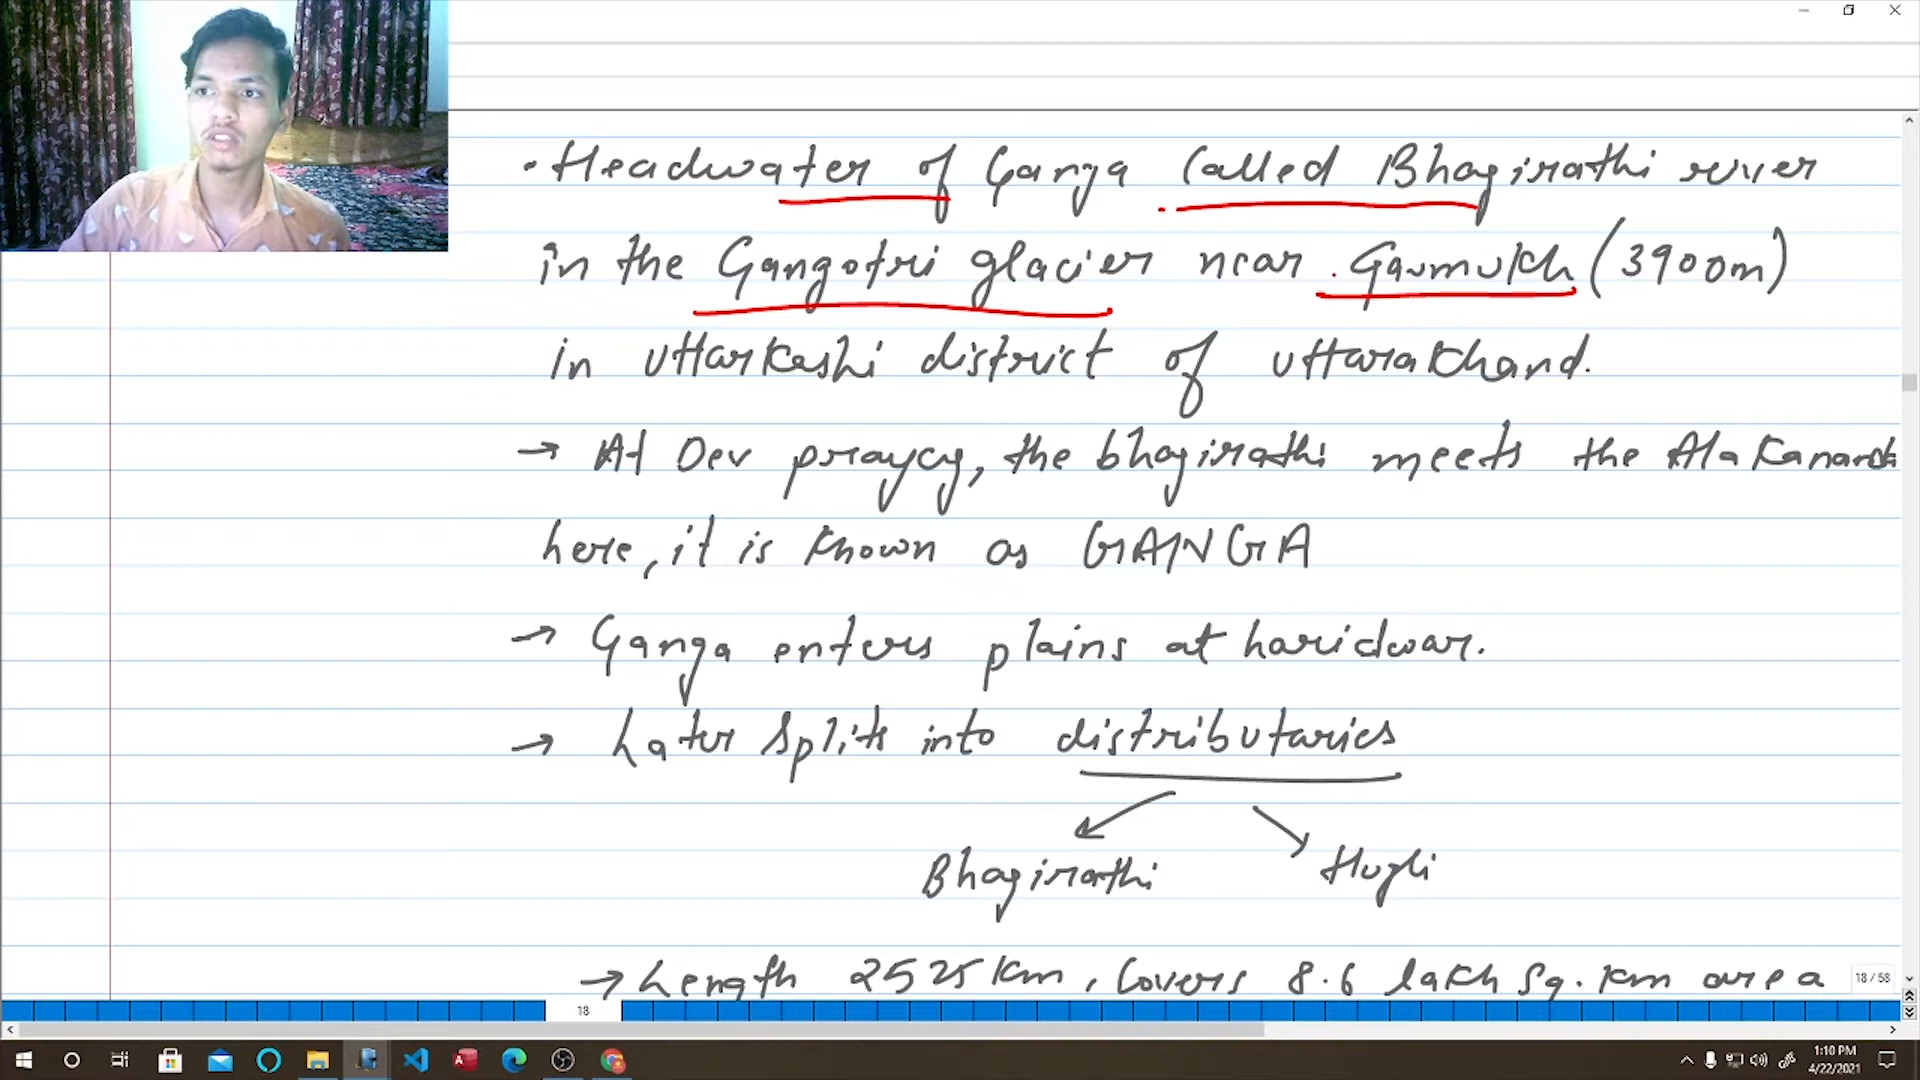 • Headwater of Ganga Called Bhagirathi river
in the Gangotri glacier near Gaumukh (3900m)
in uttarkashi district of uttarakhand.
→ At Dev prayag, the bhagirathi meets the Alakananda
here, it is known as GANGA
→ Ganga enters plains at haridwar.
→ Later Splits into distributaries
Bhagirathi Hugli
→ Length 2525 Km, Covers 8.6 lakh Sq. Km area
18 / 58
18
1:10 PM
4/22/2021